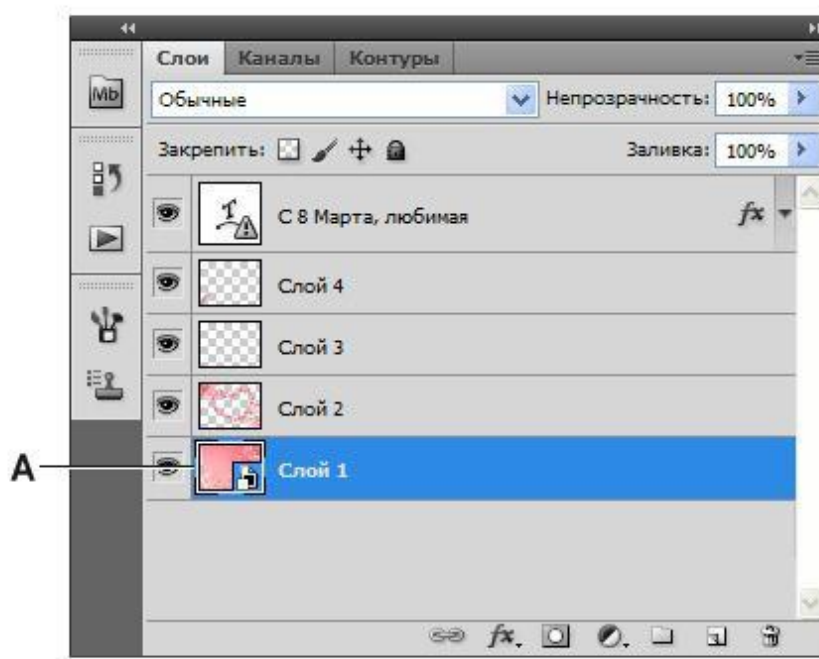 Слои Каналы Контуры
Mb
Обычные Непрозрачность: 100%
Закрепить: Заливка: 100%
T С 8 Марта, любимая fx
Слой 4
Слой 3
Слой 2
A Слой 1
fx.